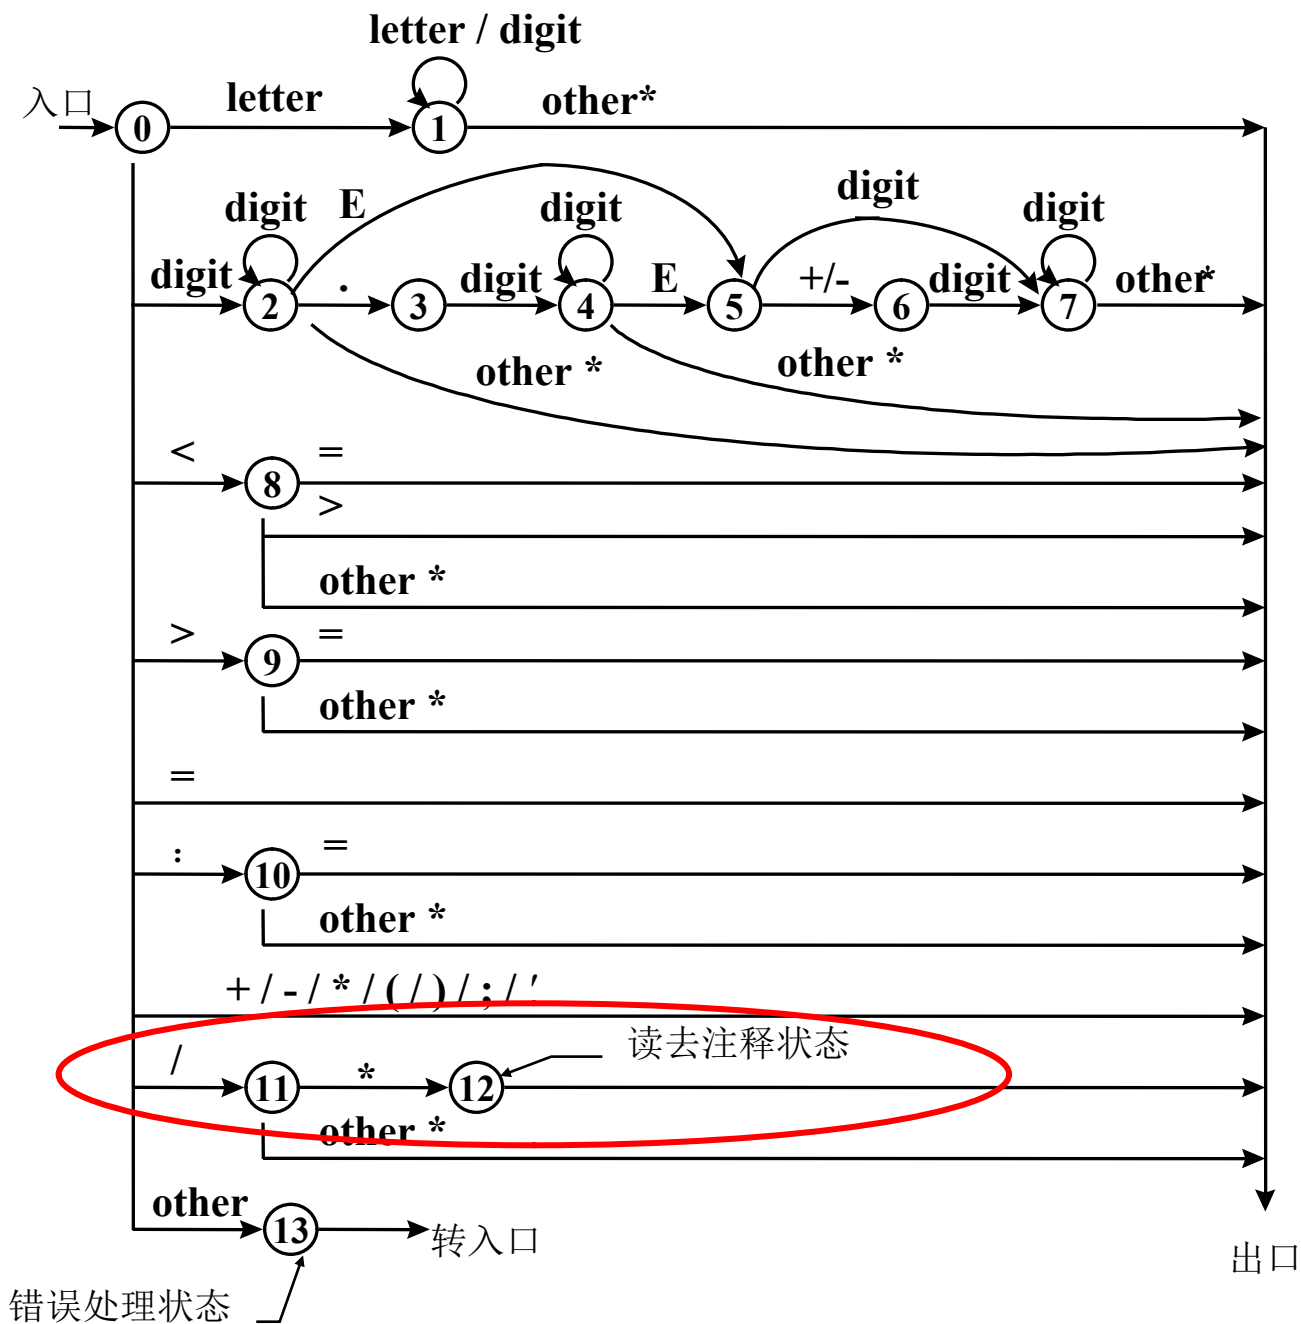 letter / digit
入口 0 letter 1 other*
digit E digit digit digit
digit 2 . 3 digit 4 E 5 +/- 6 digit 7 other*
other * other *
< 8 =
>
other *
> 9 =
other *
=
: 10 =
other *
+ / - / * / ( / ) / ; / '
/ 11 * 12 读去注释状态
other *
other 13 转入口
出口
错误处理状态